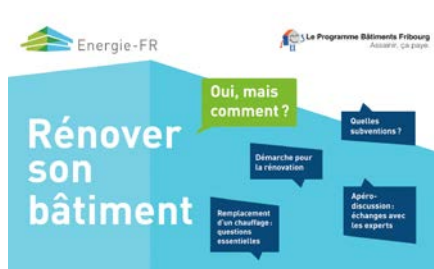 Energie-FR
Le Programme Bâtiments Fribourg
Assainir, ça paye.
Oui, mais
comment ?
Rénover
son
bâtiment
Quelles
subventions ?
Démarche pour
la rénovation
Remplacement
d'un chauffage :
questions
essentielles
Apéro-
discussion :
échanges avec
les experts